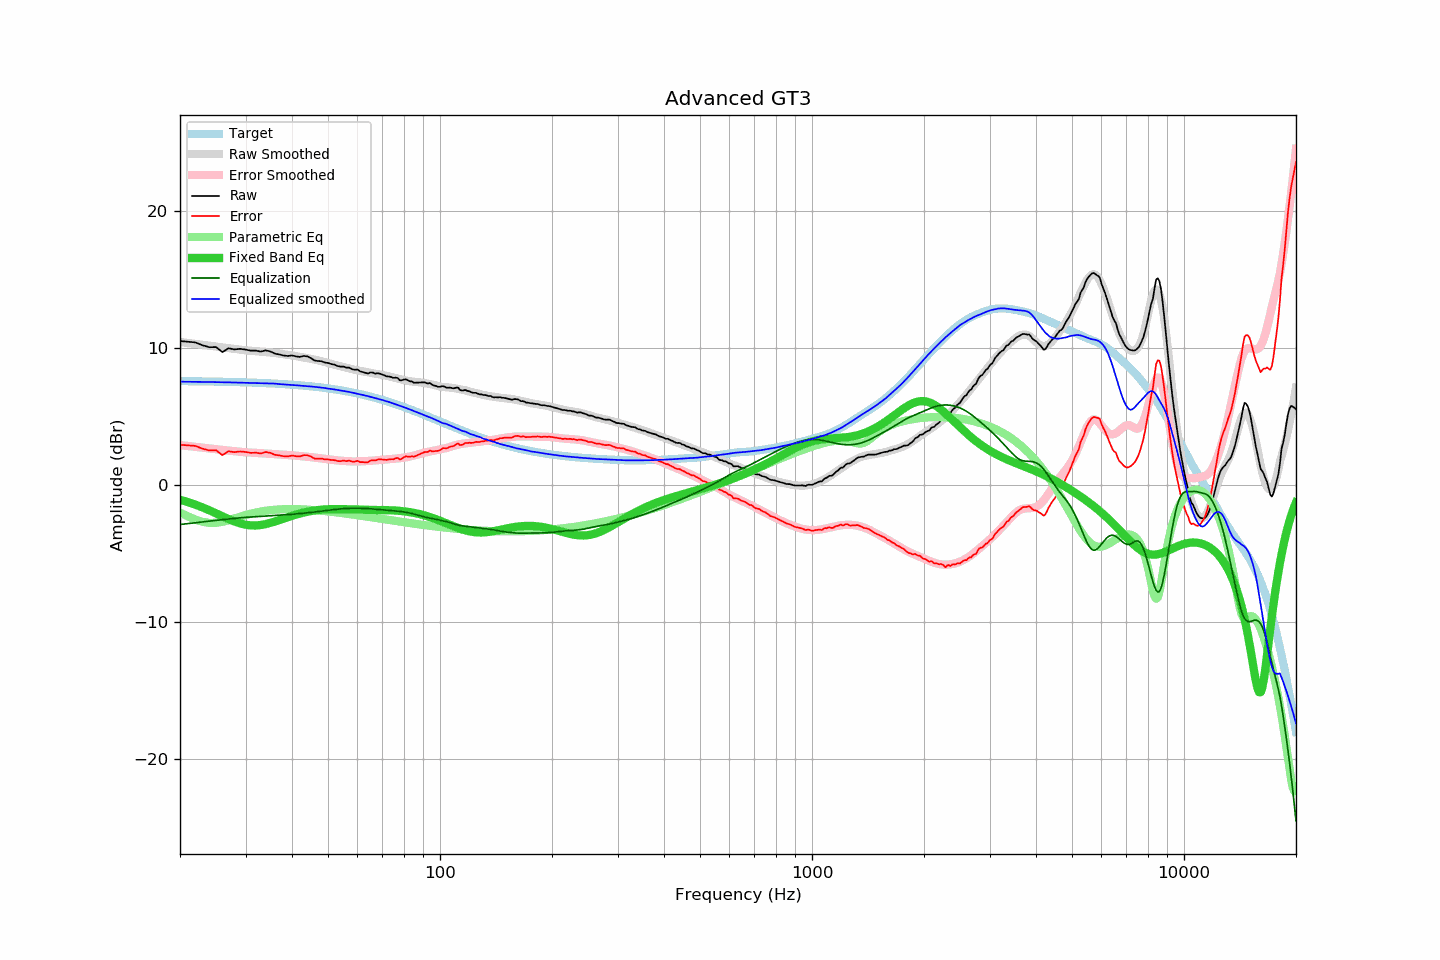 Advanced GT3
Target
Raw Smoothed
Error Smoothed
Raw
Error
Parametric Eq
Fixed Band Eq
Equalization
Equalized smoothed
20
10
0
−10
−20
Amplitude (dBr)
100
1000
10000
Frequency (Hz)